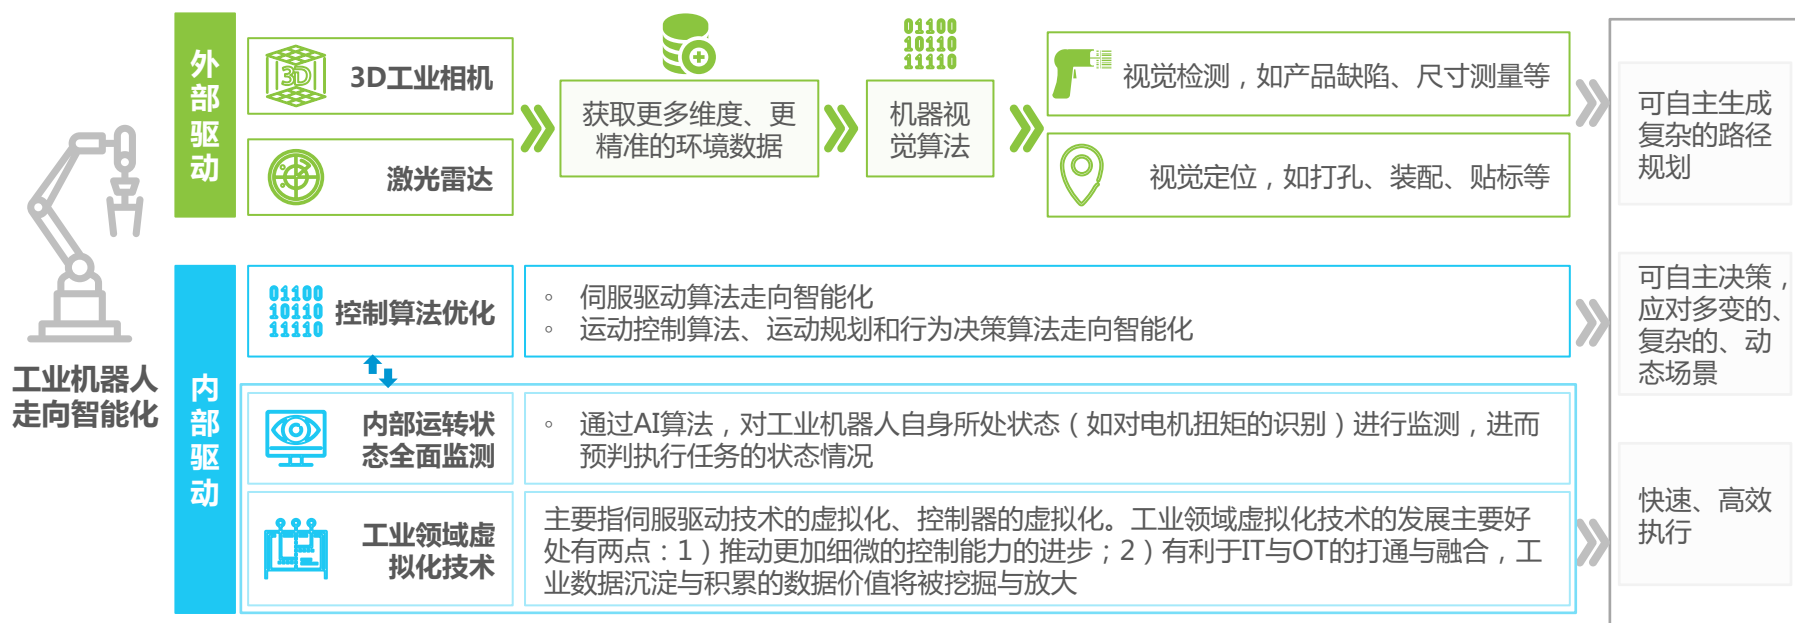 工业机器人
走向智能化
外
部
驱
动
3D
3D工业相机
激光雷达
获取更多维度、更
精准的环境数据
01100
10110
11110
机器视
觉算法
视觉检测，如产品缺陷、尺寸测量等
视觉定位，如打孔、装配、贴标等
可自主生成
复杂的路径
规划
内
部
驱
动
01100
10110
11110
控制算法优化
◦ 伺服驱动算法走向智能化
◦ 运动控制算法、运动规划和行为决策算法走向智能化
可自主决策，
应对多变的、
复杂的、动
态场景
内部运转状
态全面监测
◦ 通过AI算法，对工业机器人自身所处状态（如对电机扭矩的识别）进行监测，进而
预判执行任务的状态情况
工业领域虚
拟化技术
主要指伺服驱动技术的虚拟化、控制器的虚拟化。工业领域虚拟化技术的发展主要好
处有两点：1）推动更加细微的控制能力的进步；2）有利于IT与OT的打通与融合，工
业数据沉淀与积累的数据价值将被挖掘与放大
快速、高效
执行